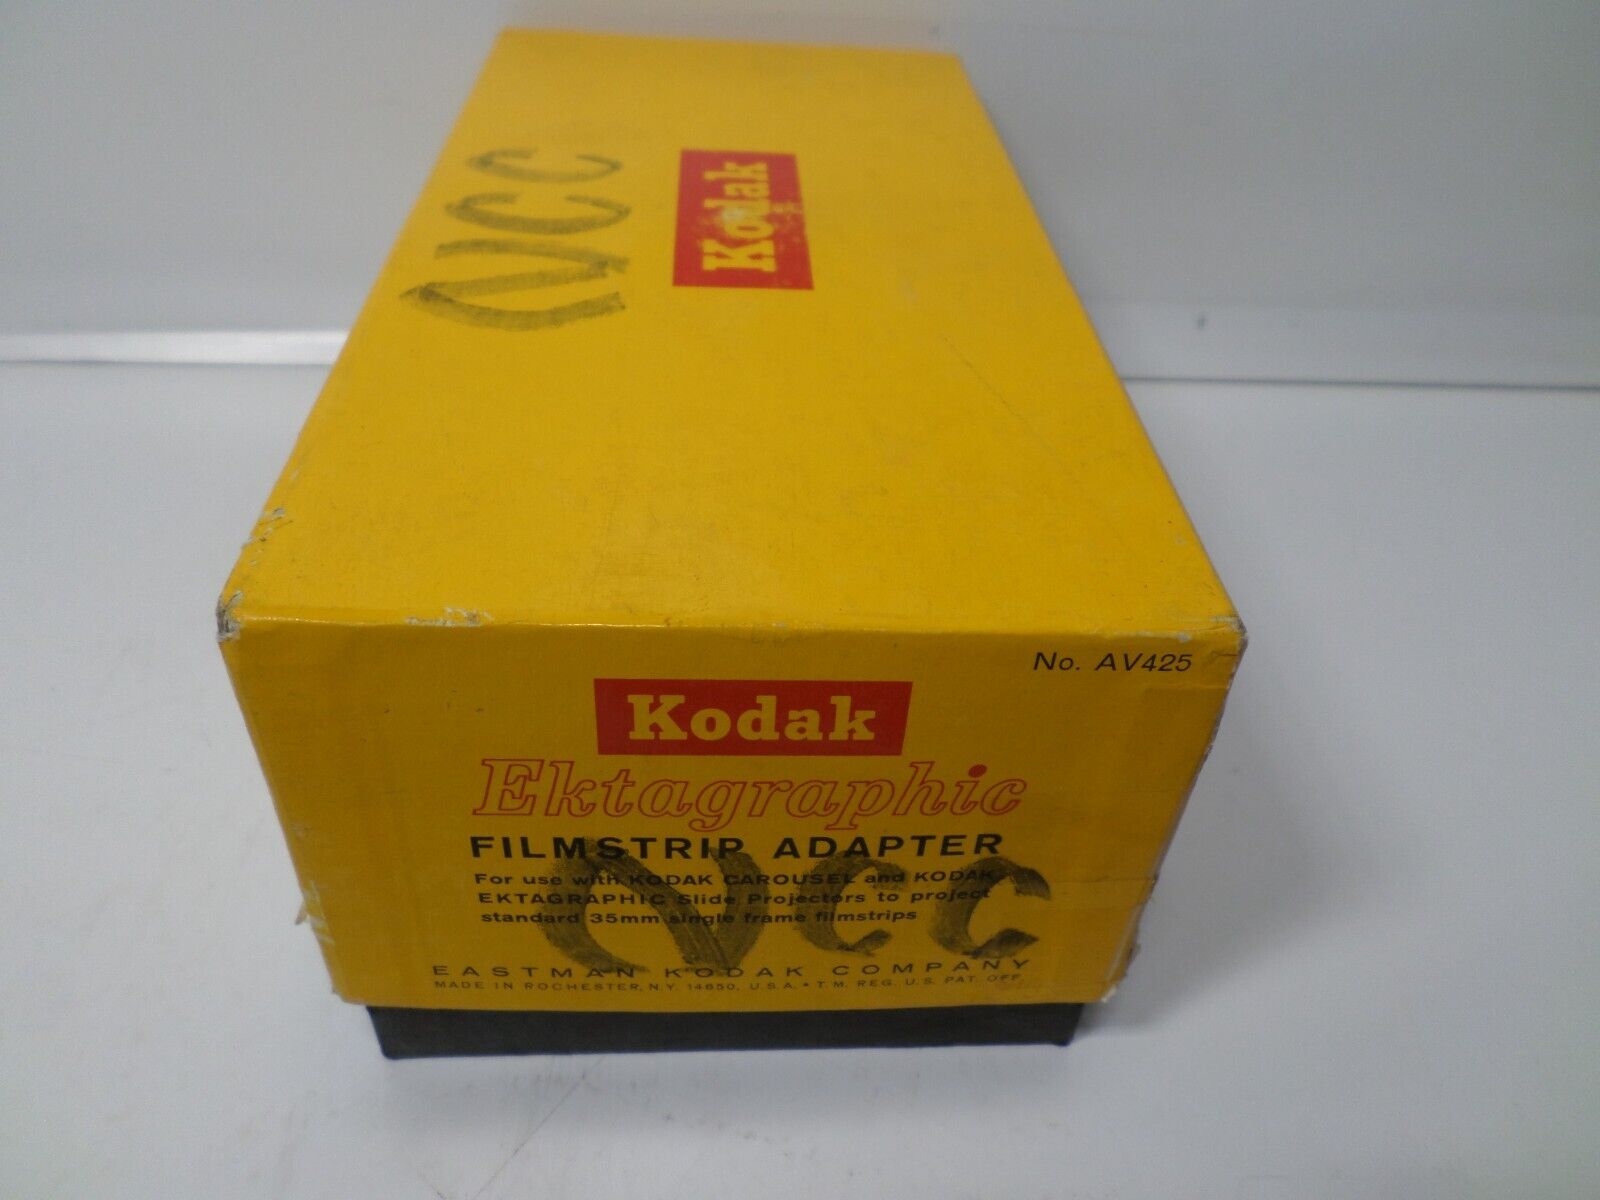 NCC
Kodak
No. AV425
Kodak
Ektagraphic
FILMSTRIP ADAPTER
For use with KODAK CAROUSEL and KODAK
EKTAGRAPHIC Slide Projectors to project
standard 35mm single frame filmstrips
NCC
EASTMAN KODAK COMPANY
MADE IN ROCHESTER, N.Y. 14650, U.S.A. • T.M. REG. U.S. PAT. OFF.